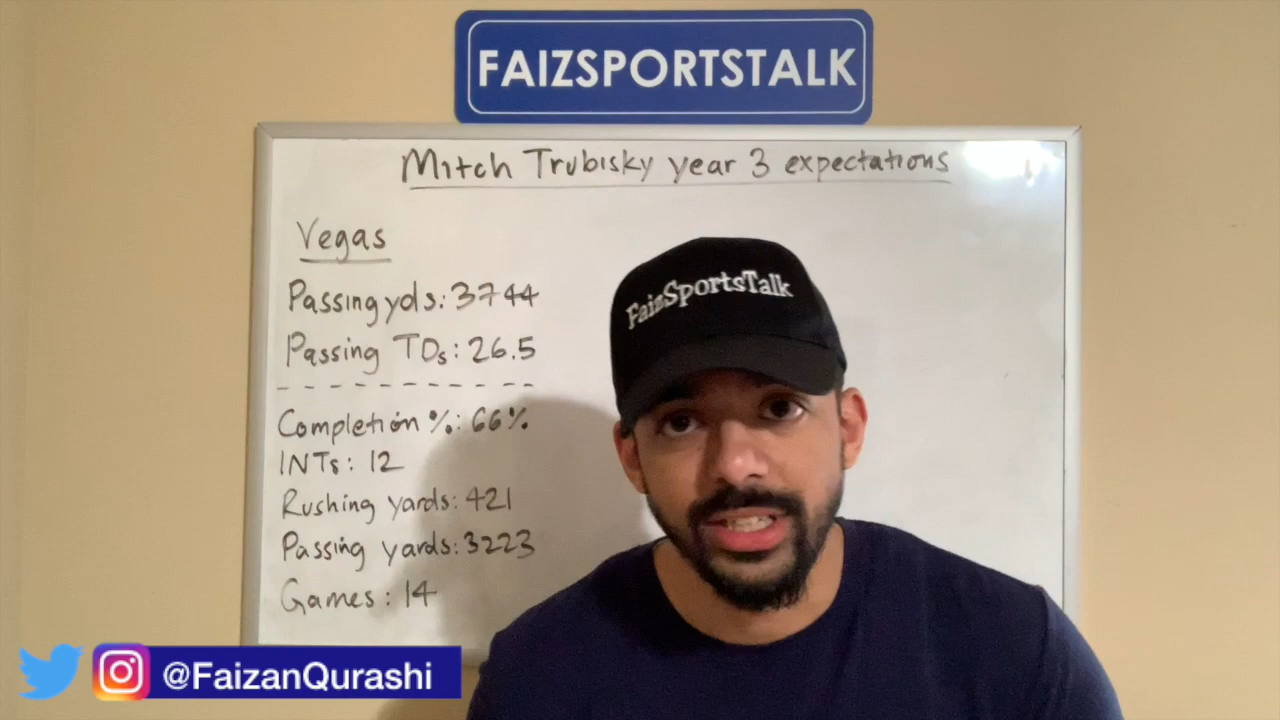 FAIZSPORTSTALK
Mitch Trubisky year 3 expectations
Vegas
Passing yds: 3744
Passing TDs: 26.5
Completion %: 66%
INTs: 12
Rushing yards: 421
Passing yards: 3223
Games: 14
FaizSportsTalk
@FaizanQurashi